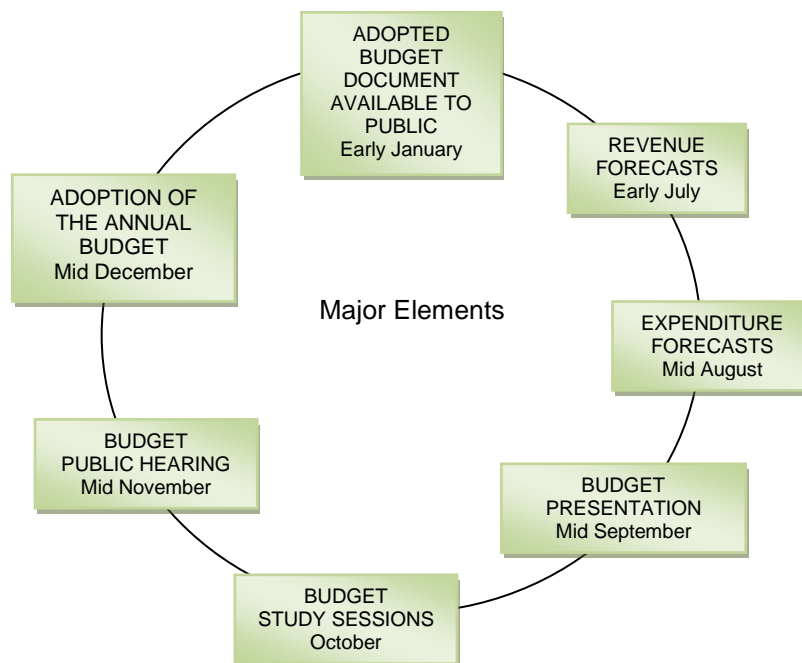 ADOPTED
BUDGET
DOCUMENT
AVAILABLE TO
PUBLIC
Early January
REVENUE
FORECASTS
Early July
EXPENDITURE
FORECASTS
Mid August
BUDGET
PRESENTATION
Mid September
BUDGET
STUDY SESSIONS
October
BUDGET
PUBLIC HEARING
Mid November
ADOPTION OF
THE ANNUAL
BUDGET
Mid December
Major Elements